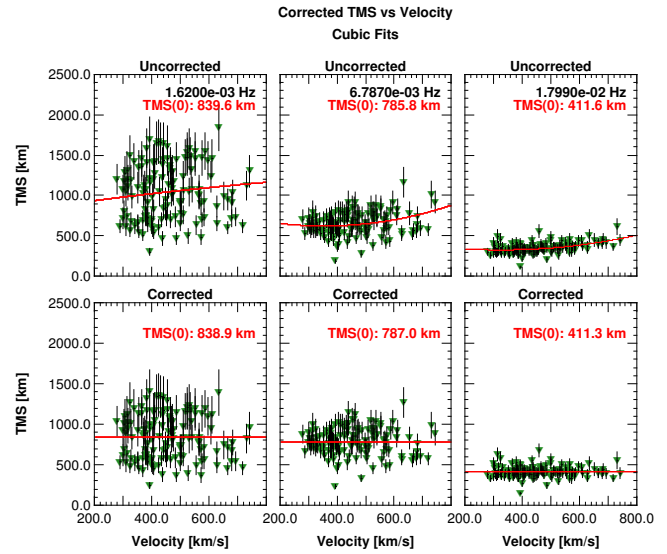 Corrected TMS vs Velocity
Cubic Fits
Uncorrected Uncorrected Uncorrected
2500.0 1.6200e-03 Hz 6.7870e-03 Hz 1.7990e-02 Hz
TMS(0): 839.6 km TMS(0): 785.8 km TMS(0): 411.6 km
2000.0
1500.0
TMS [km]
1000.0
500.0
0.0
Corrected Corrected Corrected
2500.0
TMS(0): 838.9 km TMS(0): 787.0 km TMS(0): 411.3 km
2000.0
1500.0
TMS [km]
1000.0
500.0
0.0
200.0 400.0 600.0 200.0 400.0 600.0 200.0 400.0 600.0 800.0
Velocity [km/s] Velocity [km/s] Velocity [km/s]